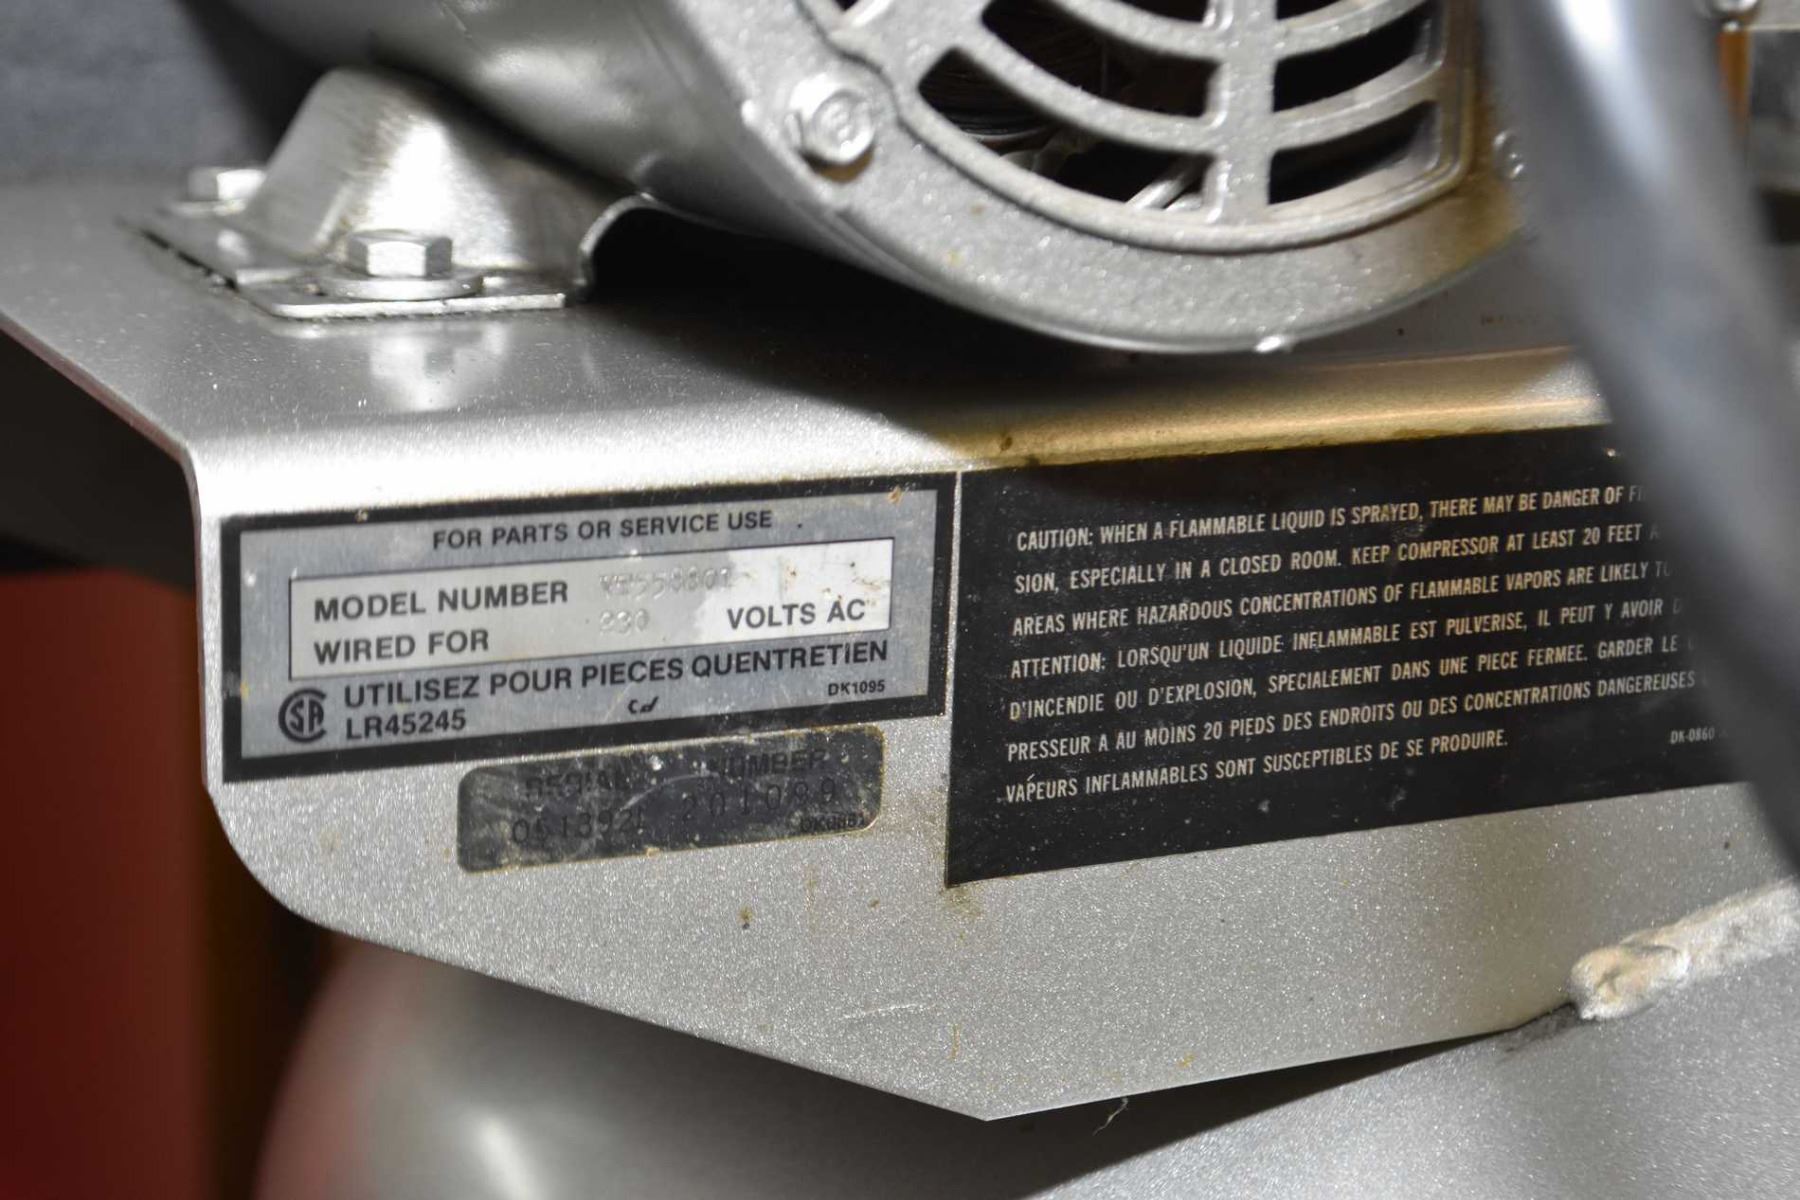 FOR PARTS OR SERVICE USE
MODEL NUMBER
WIRED FOR 230 VOLTS AC
UTILISEZ POUR PIECES QUENTRETIEN
LR45245
DK1095
NUMBER
CAUTION: WHEN A FLAMMABLE LIQUID IS SPRAYED, THERE MAY BE DANGER OF
SION, ESPECIALLY IN A CLOSED ROOM. KEEP COMPRESSOR AT LEAST 20 FEET
AREAS WHERE HAZARDOUS CONCENTRATIONS OF FLAMMABLE VAPORS ARE LIKELY
ATTENTION: LORSQU'UN LIQUIDE INFLAMMABLE EST PULVERISE, IL PEUT Y AVOIR
D'INCENDIE OU D'EXPLOSION, SPECIALEMENT DANS UNE PIECE FERMEE. GARDER LE
PRESSEUR A AU MOINS 20 PIEDS DES ENDROITS OU DES CONCENTRATIONS DANGEREUSES
VAPEURS INFLAMMABLES SONT SUSCEPTIBLES DE SE PRODUIRE.
DK-0860